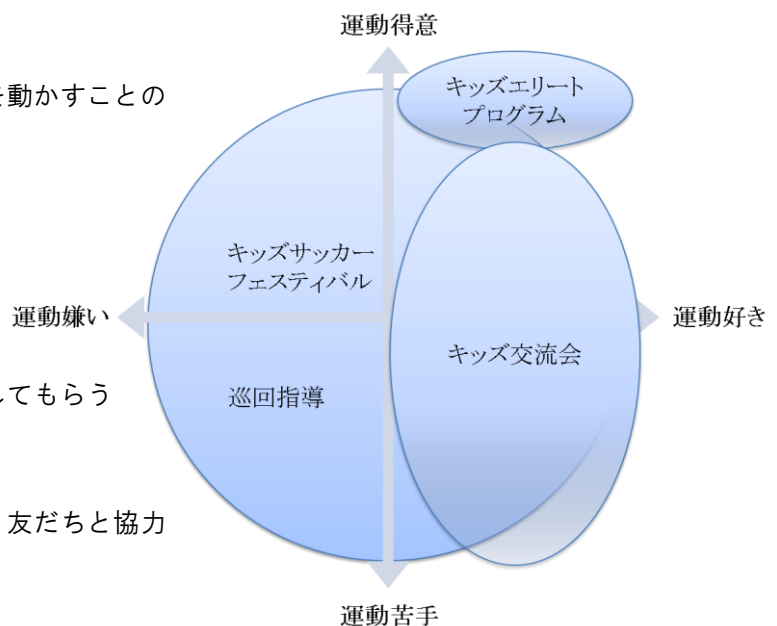 運動得意
を動かすことの
キッズエリート
プログラム
キッズサッカー
フェスティバル
運動嫌い
運動好き
キッズ交流会
巡回指導
してもらう
友だちと協力
運動苦手